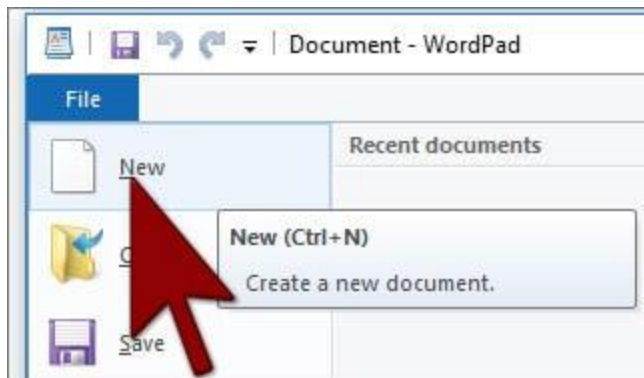 Document - WordPad
File
New
Recent documents
New (Ctrl+N)
Create a new document.
Save